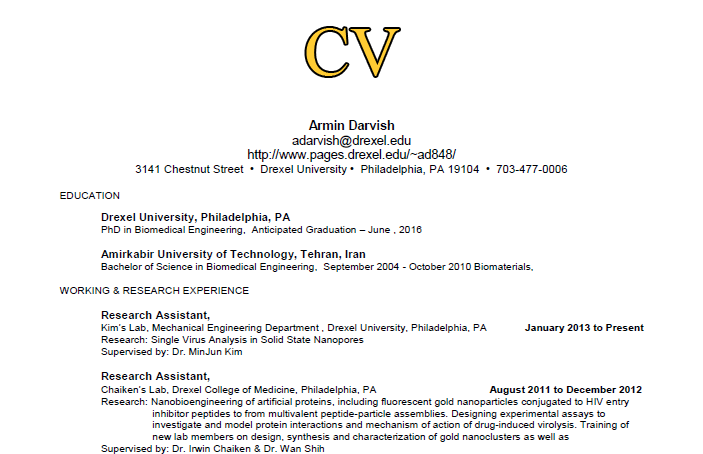 CV
Armin Darvish
adarvish@drexel.edu
http://www.pages.drexel.edu/~ad848/
3141 Chestnut Street • Drexel University • Philadelphia, PA 19104 • 703-477-0006
EDUCATION
Drexel University, Philadelphia, PA
PhD in Biomedical Engineering, Anticipated Graduation – June , 2016
Amirkabir University of Technology, Tehran, Iran
Bachelor of Science in Biomedical Engineering, September 2004 - October 2010 Biomaterials,
WORKING & RESEARCH EXPERIENCE
Research Assistant,
Kim's Lab, Mechanical Engineering Department , Drexel University, Philadelphia, PA January 2013 to Present
Research: Single Virus Analysis in Solid State Nanopores
Supervised by: Dr. MinJun Kim
Research Assistant,
Chaiken's Lab, Drexel College of Medicine, Philadelphia, PA August 2011 to December 2012
Research: Nanobioengineering of artificial proteins, including fluorescent gold nanoparticles conjugated to HIV entry
inhibitor peptides to from multivalent peptide-particle assemblies. Designing experimental assays to
investigate and model protein interactions and mechanism of action of drug-induced virolysis. Training of
new lab members on design, synthesis and characterization of gold nanoclusters as well as
Supervised by: Dr. Irwin Chaiken & Dr. Wan Shih